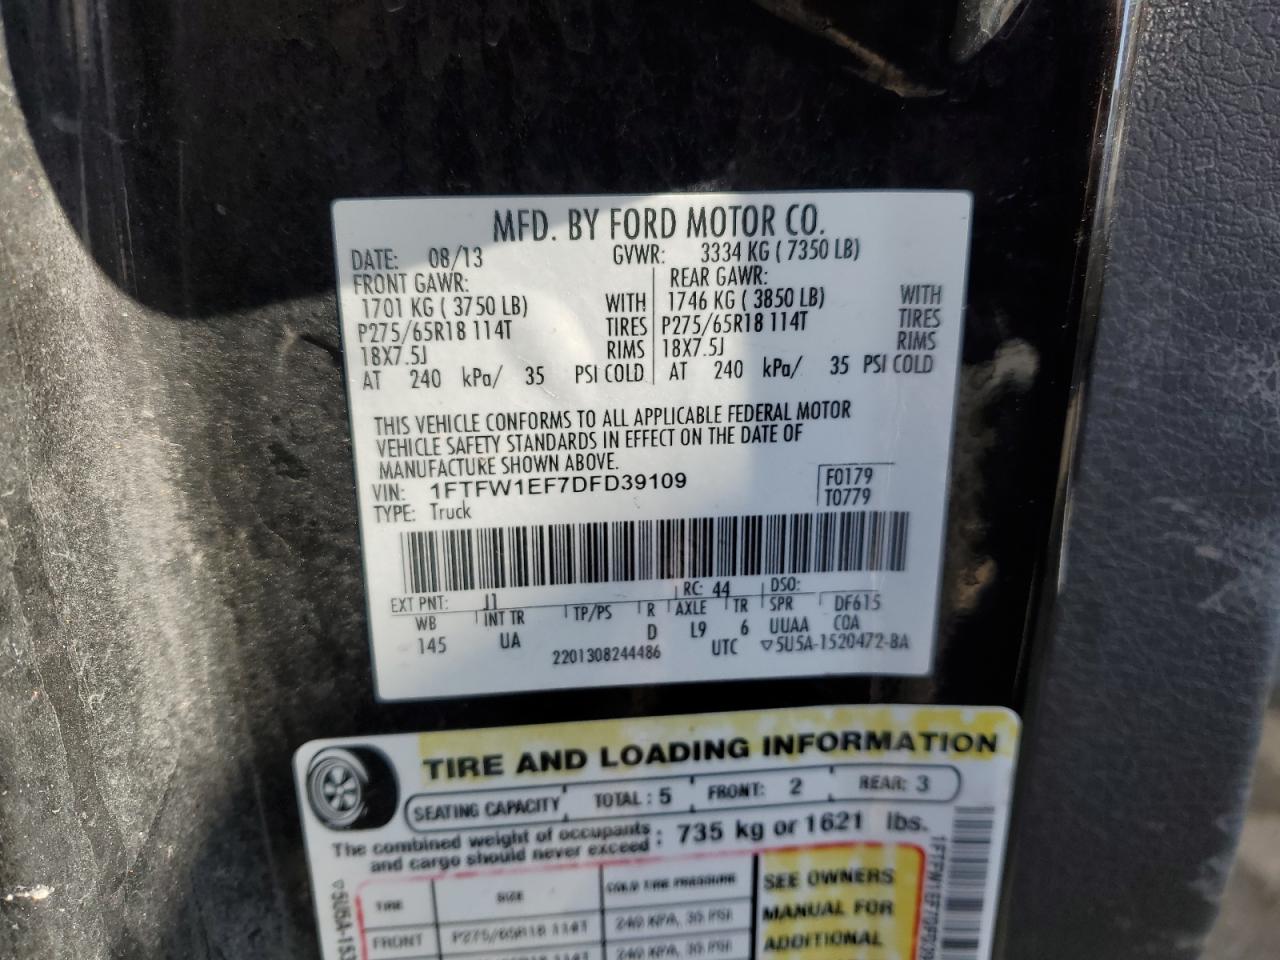 MFD. BY FORD MOTOR CO.
DATE: 08/13 GVWR: 3334 KG ( 7350 LB)
FRONT GAWR: REAR GAWR:
1701 KG ( 3750 LB) WITH 1746 KG ( 3850 LB) WITH
P275/65R18 114T TIRES P275/65R18 114T TIRES
18X7.5J RIMS 18X7.5J RIMS
AT 240 kPa/ 35 PSI COLD AT 240 kPa/ 35 PSI COLD
THIS VEHICLE CONFORMS TO ALL APPLICABLE FEDERAL MOTOR
VEHICLE SAFETY STANDARDS IN EFFECT ON THE DATE OF
MANUFACTURE SHOWN ABOVE.
VIN: 1FTFW1EF7DFD39109 F0179
TYPE: Truck T0779
EXT PNT: J1 RC: 44 DSO:
WB INT TR TP/PS R AXLE TR SPR DF615
145 UA D L9 6 UUAA COA
2201308244486 UTC ▽5U5A-1520472-BA
TIRE AND LOADING INFORMATION
SEATING CAPACITY TOTAL : 5 FRONT: 2 REAR: 3
The combined weight of occupants
and cargo should never exceed : 735 kg or 1621 lbs.
TIRE SIZE COLD TIRE PRESSURE SEE OWNERS
FRONT P275/65R18 114T 240 KPA, 35 PSI MANUAL FOR
240 KPA, 35 PSI ADDITIONAL